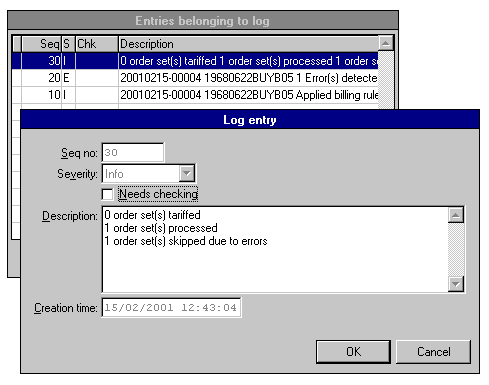 Entries belonging to log
Seq S Chk Description
30 I 0 order set(s) tariffed 1 order set(s) processed 1 order
20 E 20010215-00004 19680622BUYB05 1 Error(s) detecte
10 I 20010215-00004 19680622BUYB05 Applied billing rule
Log entry
Seq no: 30
Severity: Info
Needs checking
Description: 0 order set(s) tariffed
1 order set(s) processed
1 order set(s) skipped due to errors
Creation time: 15/02/2001 12:43:04
OK Cancel